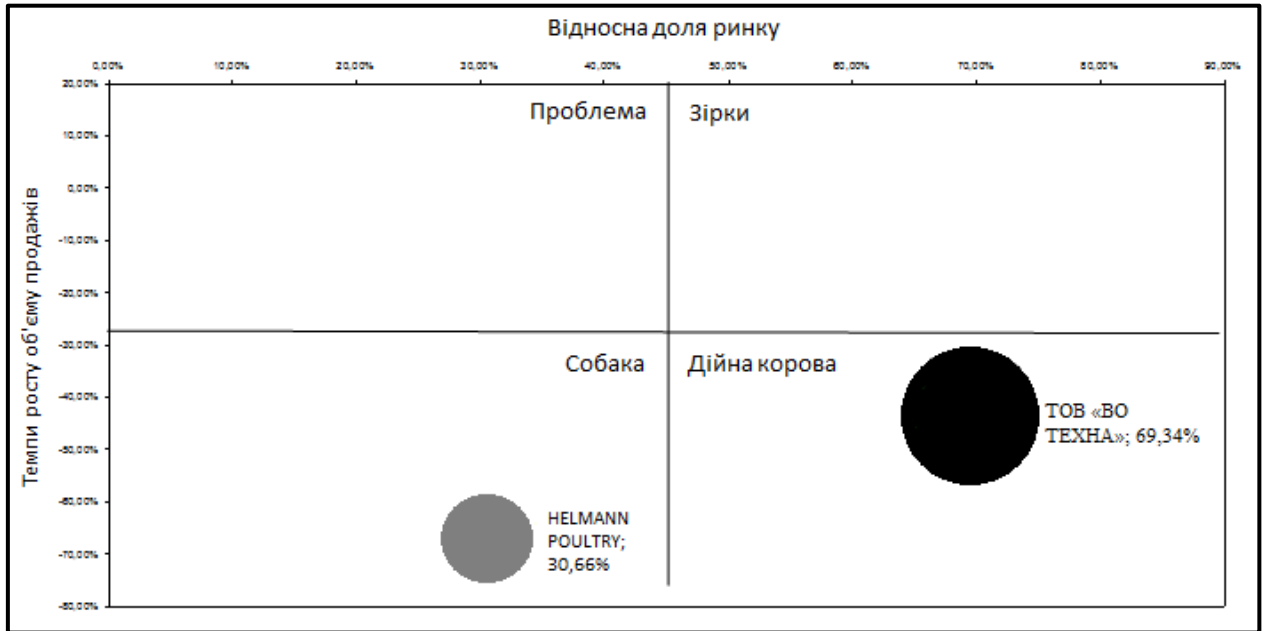 Відносна доля ринку
0,00% 10,00% 20,00% 30,00% 40,00% 50,00% 60,00% 70,00% 80,00% 90,00%
20,00%
10,00%
0,00%
-10,00%
-20,00%
-30,00%
-40,00%
-50,00%
-60,00%
-70,00%
-80,00%
Темпи росту об'єму продажів
Проблема
Зірки
Собака
Дійна корова
ТОВ «ВО
ТЕХНА»; 69,34%
HELMANN
POULTRY;
30,66%